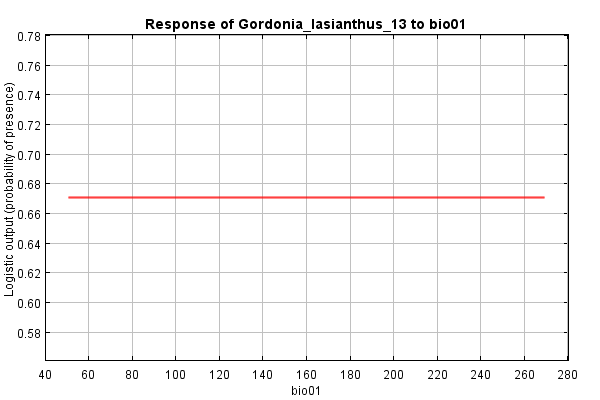 Response of Gordonia_lasianthus_13 to bio01
Logistic output (probability of presence)
0.78
0.76
0.74
0.72
0.70
0.68
0.66
0.64
0.62
0.60
0.58
40 60 80 100 120 140 160 180 200 220 240 260 280
bio01